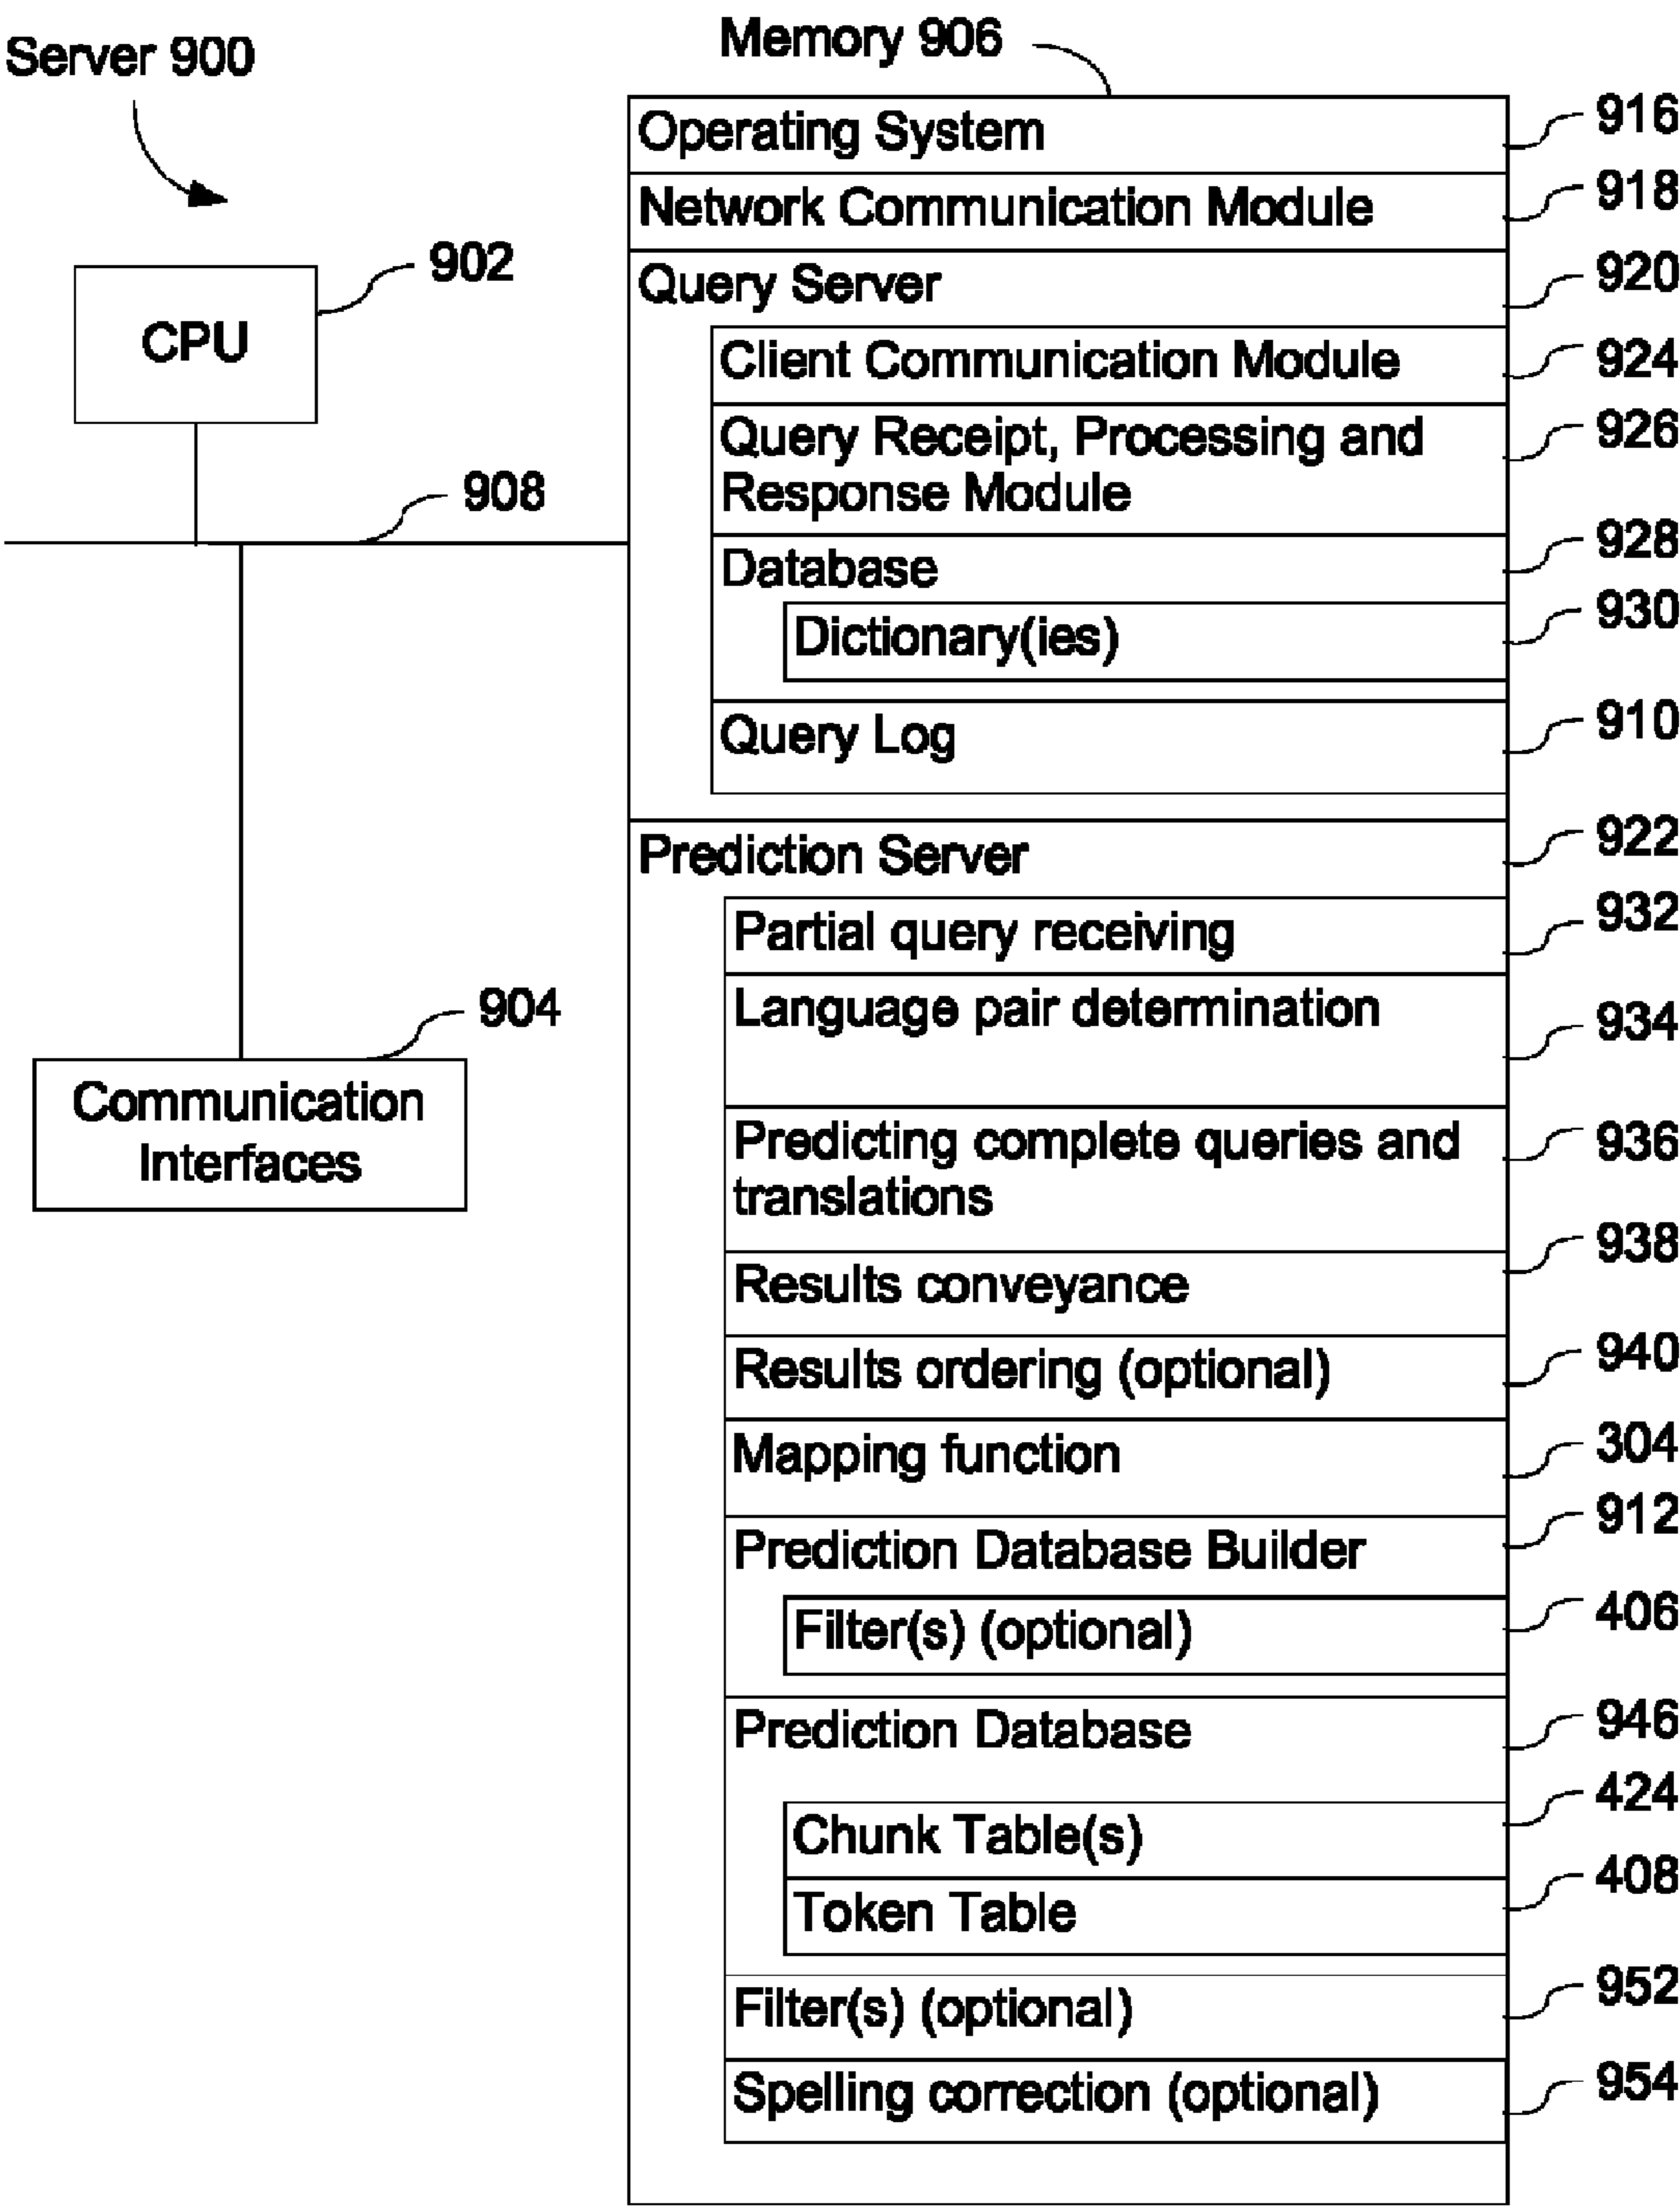 Server 900
Memory 906
Operating System 916
Network Communication Module 918
CPU 902
Query Server 920
Client Communication Module 924
Query Receipt, Processing and 926
Response Module
908
Database 928
Dictionary(ies) 930
Query Log 910
Prediction Server 922
Partial query receiving 932
Language pair determination 934
904
Communication
Interfaces
Predicting complete queries and 936
translations
Results conveyance 938
Results ordering (optional) 940
Mapping function 304
Prediction Database Builder 912
Filter(s) (optional) 406
Prediction Database 946
Chunk Table(s) 424
Token Table 408
Filter(s) (optional) 952
Spelling correction (optional) 954